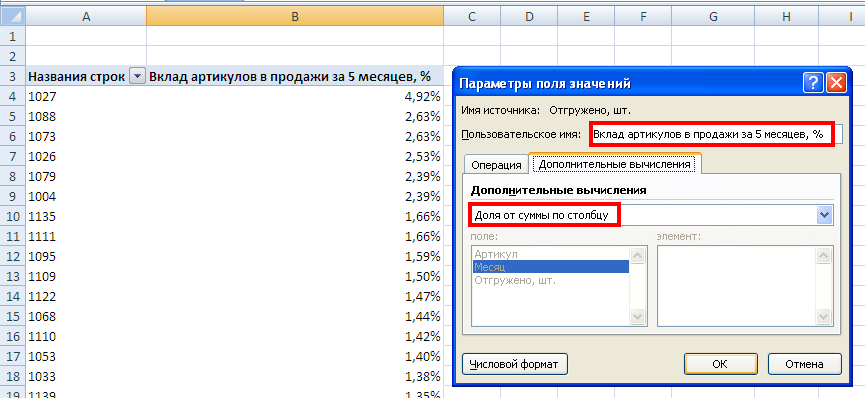 A B C D E F G H I
1
2
3 Названия строк Вклад артикулов в продажи за 5 месяцев, %
4 1027 4,92%
5 1088 2,63%
6 1073 2,63%
7 1026 2,53%
8 1079 2,39%
9 1004 2,39%
10 1135 1,66%
11 1111 1,66%
12 1095 1,59%
13 1109 1,50%
14 1122 1,47%
15 1068 1,44%
16 1110 1,42%
17 1053 1,40%
18 1033 1,38%
19 1139 1,35%
Параметры поля значений
Имя источника: Отгружено, шт.
Пользовательское имя: Вклад артикулов в продажи за 5 месяцев, %
Операция Дополнительные вычисления
Дополнительные вычисления
Доля от суммы по столбцу
поле: элемент:
Артикул
Месяц
Отгружено, шт.
Числовой формат ОК Отмена